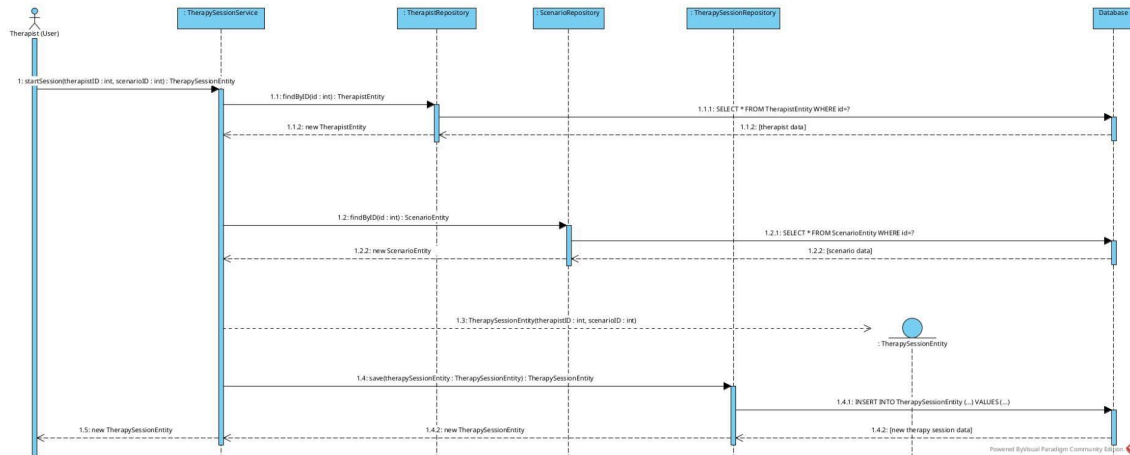 : TherapySessionService
: TherapistRepository
: ScenarioRepository
: TherapySessionRepository
Database
Therapist (User)
1: startSession(therapistID : int, scenarioID : int) : TherapySessionEntity
1.1: findByID(id : int) : TherapistEntity
1.1.1: SELECT * FROM TherapistEntity WHERE id=?
1.1.2: new TherapistEntity
1.1.2: [therapist data]
1.2: findByID(id : int) : ScenarioEntity
1.2.1: SELECT * FROM ScenarioEntity WHERE id=?
1.2.2: new ScenarioEntity
1.2.2: [scenario data]
1.3: TherapySessionEntity(therapistID : int, scenarioID : int)
: TherapySessionEntity
1.4: save(therapySessionEntity : TherapySessionEntity) : TherapySessionEntity
1.4.1: INSERT INTO TherapySessionEntity (...) VALUES (...)
1.5: new TherapySessionEntity
1.4.2: new TherapySessionEntity
1.4.2: [new therapy session data]
Powered ByVisual Paradigm Community Edition